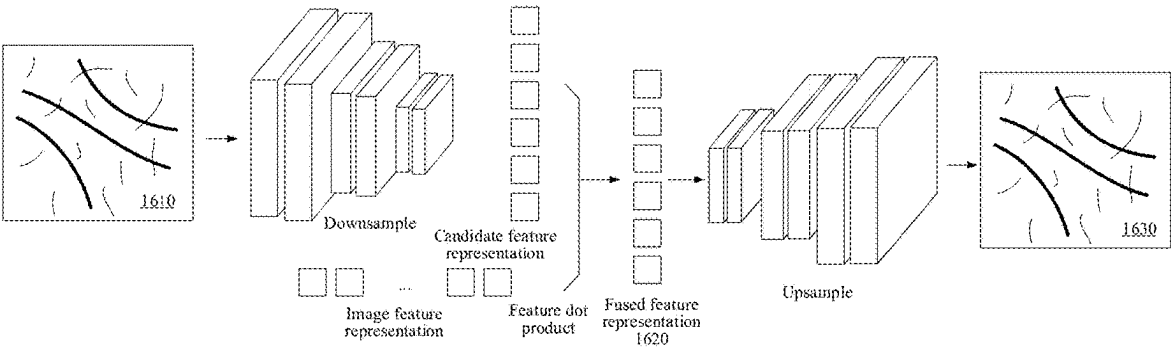 1610
Downsample
Candidate feature
representation
...
Image feature
representation
Feature dot
product
Fused feature
representation
1620
Upsample
1630